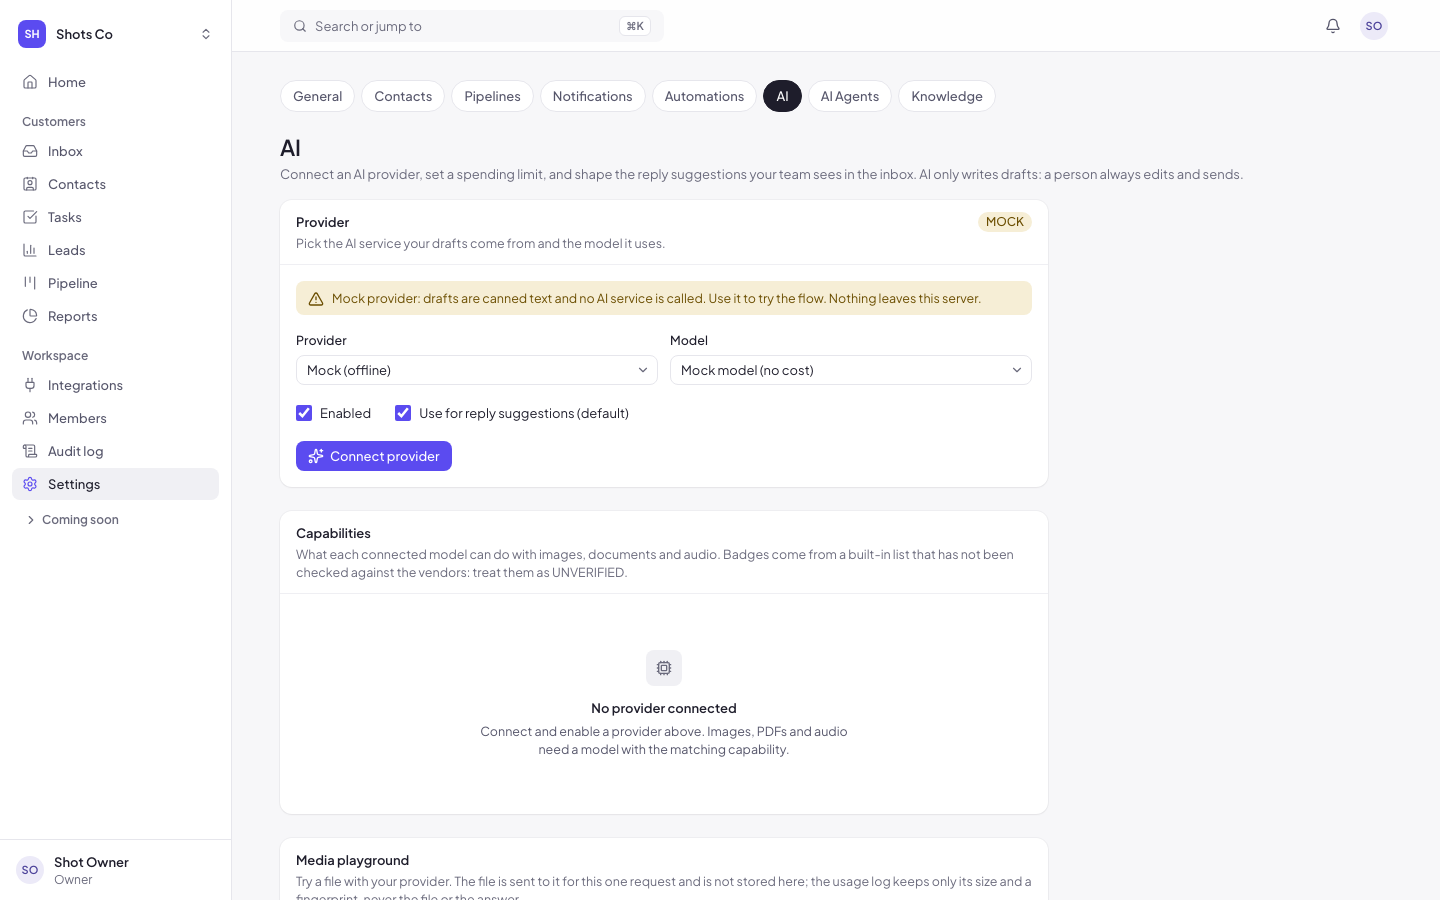 SH Shots Co
Search or jump to ⌘K
SO
Home
Customers
Inbox
Contacts
Tasks
Leads
Pipeline
Reports
Workspace
Integrations
Members
Audit log
Settings
Coming soon
SO Shot Owner
Owner
General Contacts Pipelines Notifications Automations AI AI Agents Knowledge
AI
Connect an AI provider, set a spending limit, and shape the reply suggestions your team sees in the inbox. AI only writes drafts: a person always edits and sends.
Provider MOCK
Pick the AI service your drafts come from and the model it uses.
Mock provider: drafts are canned text and no AI service is called. Use it to try the flow. Nothing leaves this server.
Provider Model
Mock (offline) Mock model (no cost)
Enabled Use for reply suggestions (default)
Connect provider
Capabilities
What each connected model can do with images, documents and audio. Badges come from a built-in list that has not been
checked against the vendors: treat them as UNVERIFIED.
No provider connected
Connect and enable a provider above. Images, PDFs and audio
need a model with the matching capability.
Media playground
Try a file with your provider. The file is sent to it for this one request and is not stored here; the usage log keeps only its size and a
fingerprint, never the file or the answer.